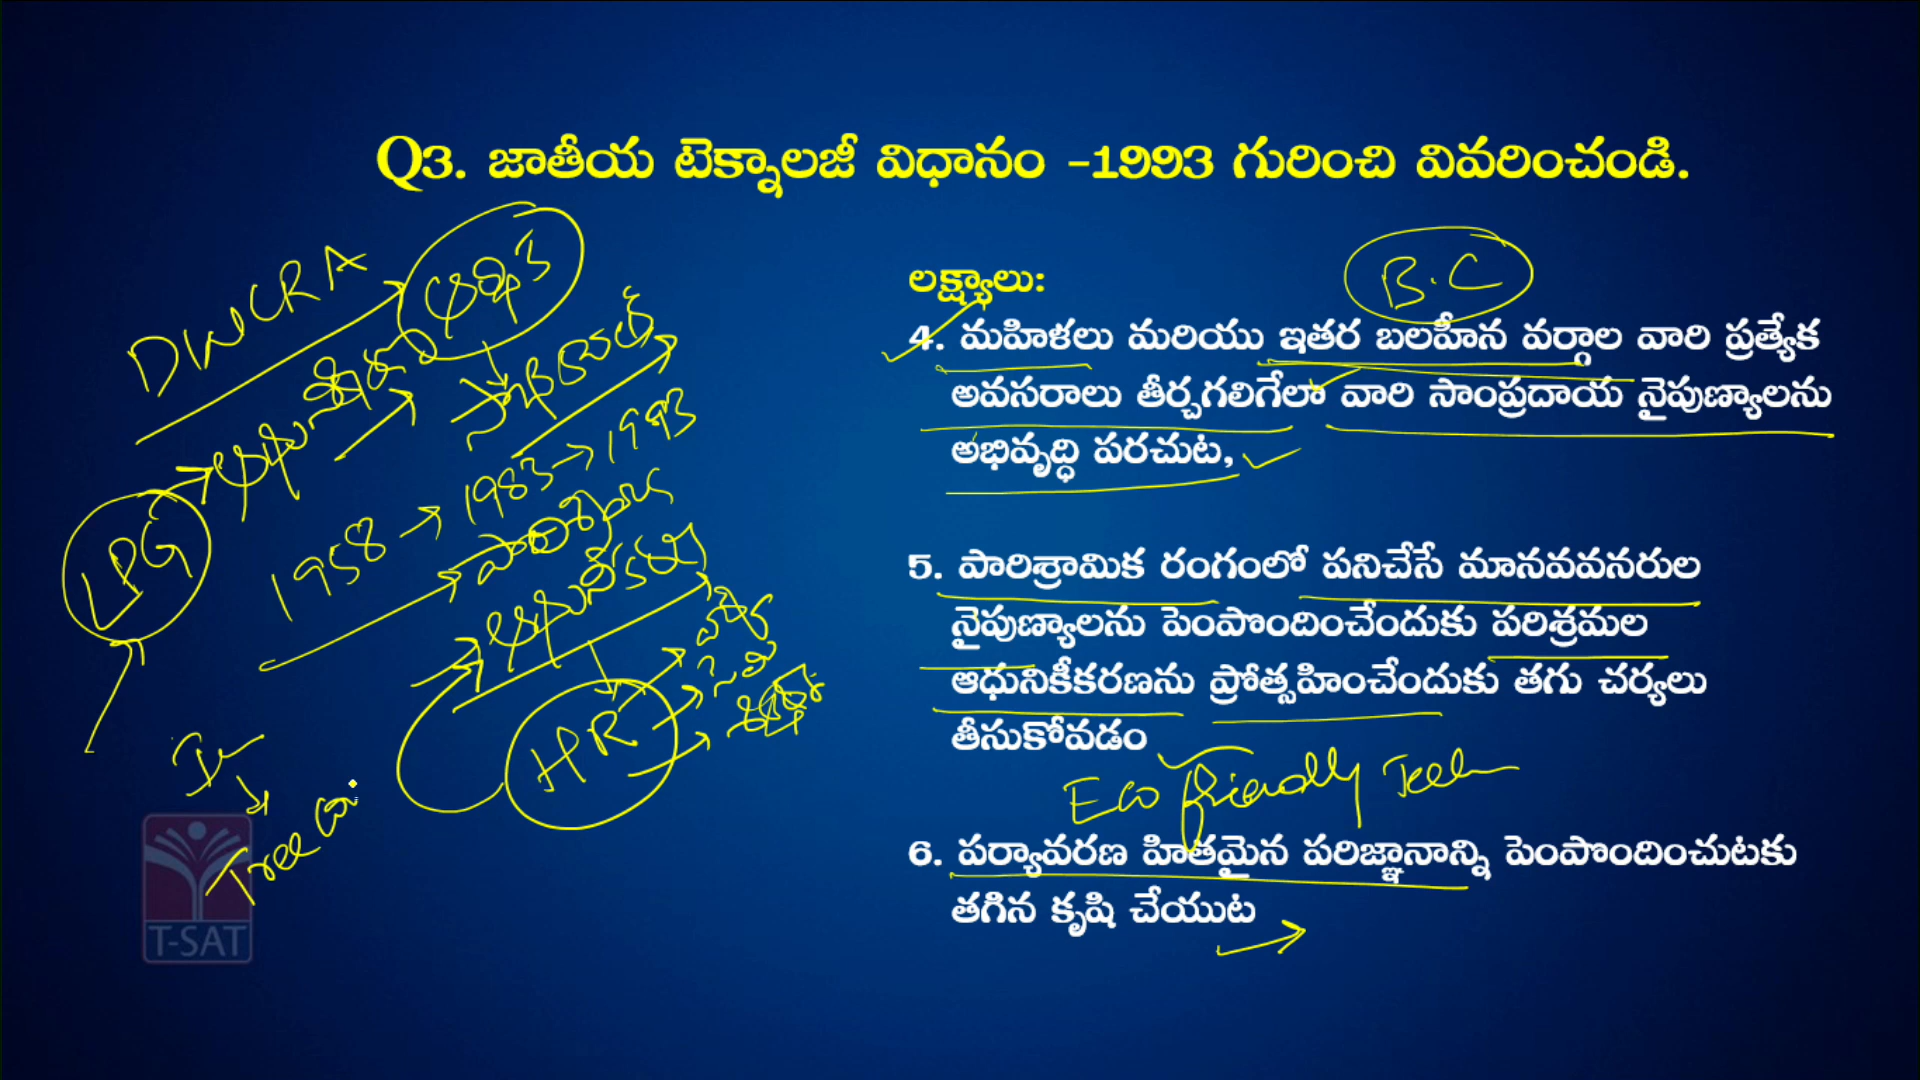 Q3. జాతీయ టెక్నాలజీ విధానం -1993 గురించి వివరించండి.
లక్ష్యాలు:
B.C
4. మహిళలు మరియు ఇతర బలహీన వర్గాల వారి ప్రత్యేక
అవసరాలు తీర్చగలిగేలా వారి సాంప్రదాయ నైపుణ్యాలను
అభివృద్ధి పరచుట,
5. పారిశ్రామిక రంగంలో పనిచేసే మానవవనరుల
నైపుణ్యాలను పెంపొందించేందుకు పరిశ్రమల
ఆధునికీకరణను ప్రోత్సహించేందుకు తగు చర్యలు
తీసుకోవడం
Eco friendly Tech
6. పర్యావరణ హితమైన పరిజ్ఞానాన్ని పెంపొందించుటకు
తగిన కృషి చేయుట
DWCRA
ఆర్థిక
1958 → 1983 → 1993
LPG
HR
Tree
T-SAT